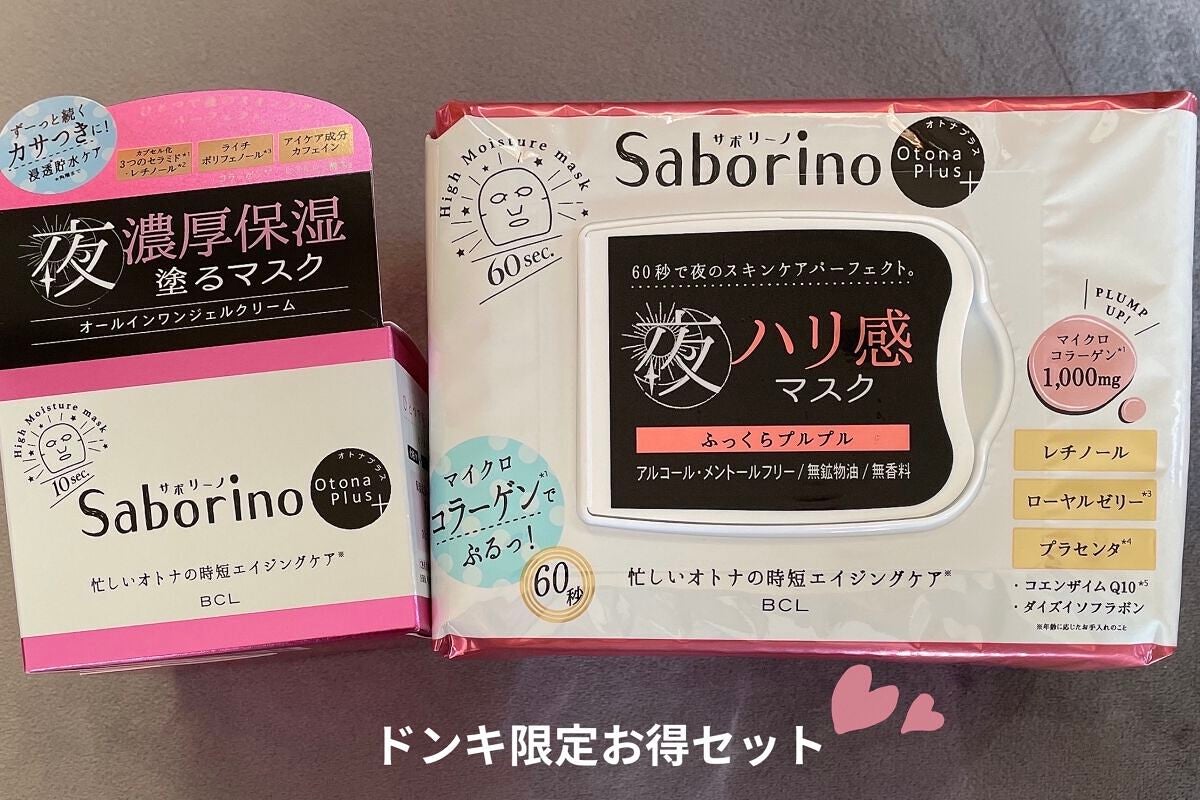 ずーっと続く
カサつきに!
浸透貯水ケア
カプセル化
3つのセラミド*1
・レチノール*2
ライチ
ポリフェノール*3
アイケア成分
カフェイン
夜 濃厚保湿
塗るマスク
オールインワンジェルクリーム
High Moisture mask
10sec.
サボリーノ
Saborino
オトナプラス
Otona
Plus+
忙しいオトナの時短エイジングケア※
BCL
High Moisture mask
60sec.
サボリーノ
Saborino
オトナプラス
Otona
Plus+
60秒で夜のスキンケアパーフェクト。
夜 ハリ感
マスク
ふっくらプルプル
アルコール・メントールフリー/無鉱物油/無香料
PLUMP
UP!
マイクロ
コラーゲン*1
1,000mg
レチノール
ローヤルゼリー*3
プラセンタ*4
・コエンザイムQ10*5
・ダイズイソフラボン
※年齢に応じたお手入れのこと
マイクロ
コラーゲン*1で
ぷるっ!
60秒
忙しいオトナの時短エイジングケア※
BCL
ドンキ限定お得セット